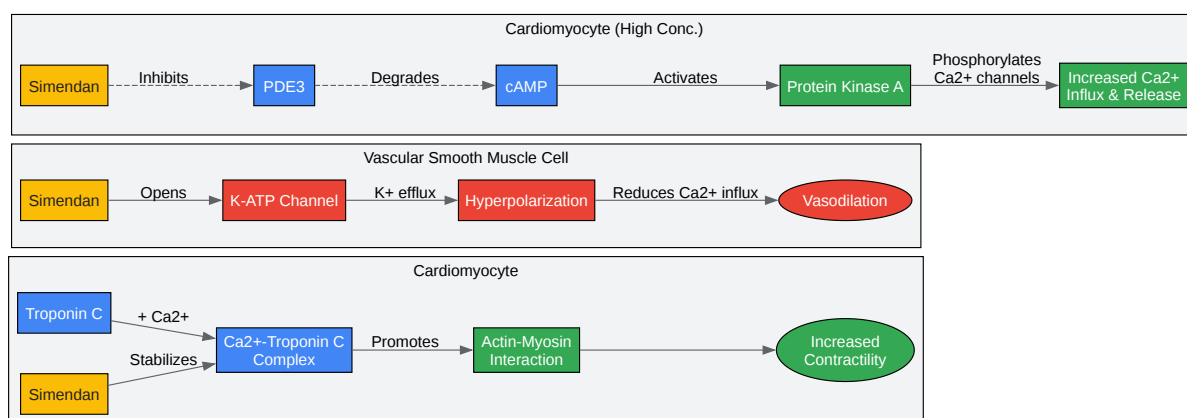 Cardiomyocyte (High Conc.)
Simendan
Inhibits
PDE3
Degrades
cAMP
Activates
Protein Kinase A
Phosphorylates
Ca2+ channels
Increased Ca2+
Influx & Release
Vascular Smooth Muscle Cell
Simendan
Opens
K-ATP Channel
K+ efflux
Hyperpolarization
Reduces Ca2+ influx
Vasodilation
Cardiomyocyte
Troponin C
+ Ca2+
Simendan
Stabilizes
Ca2+-Troponin C
Complex
Promotes
Actin-Myosin
Interaction
Increased
Contractility